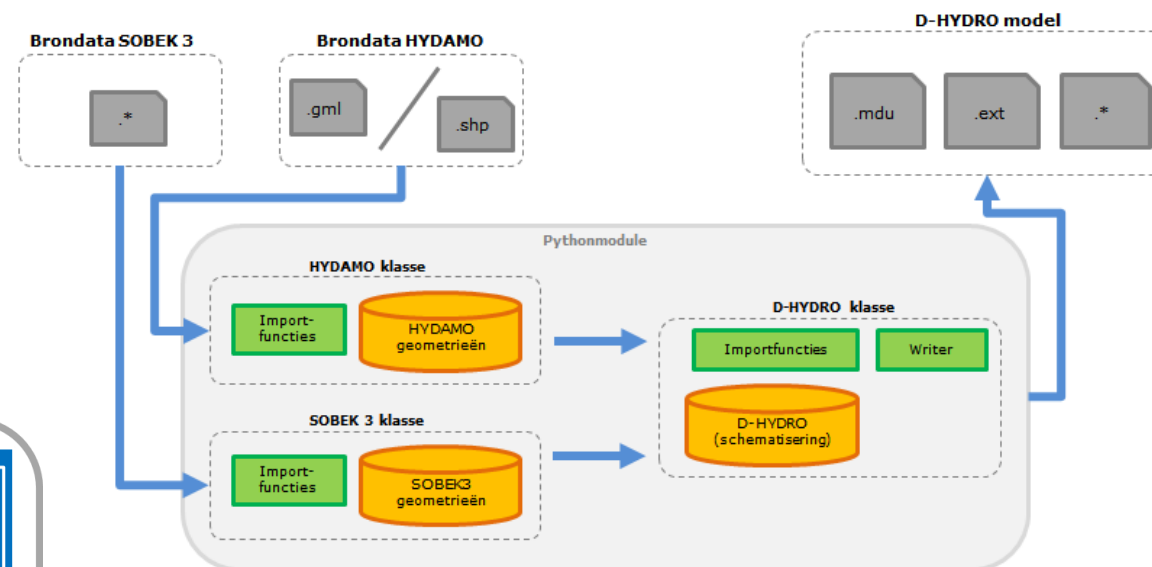 D-HYDRO model
Brondata SOBEK 3
Brondata HYDAMO
.*
.gml
.shp
.mdu
.ext
.*
Pythonmodule
HYDAMO klasse
Import-
functies
HYDAMO
geometrieën
D-HYDRO klasse
Importfuncties
Writer
D-HYDRO
(schematisering)
SOBEK 3 klasse
Import-
functies
SOBEK3
geometrieën